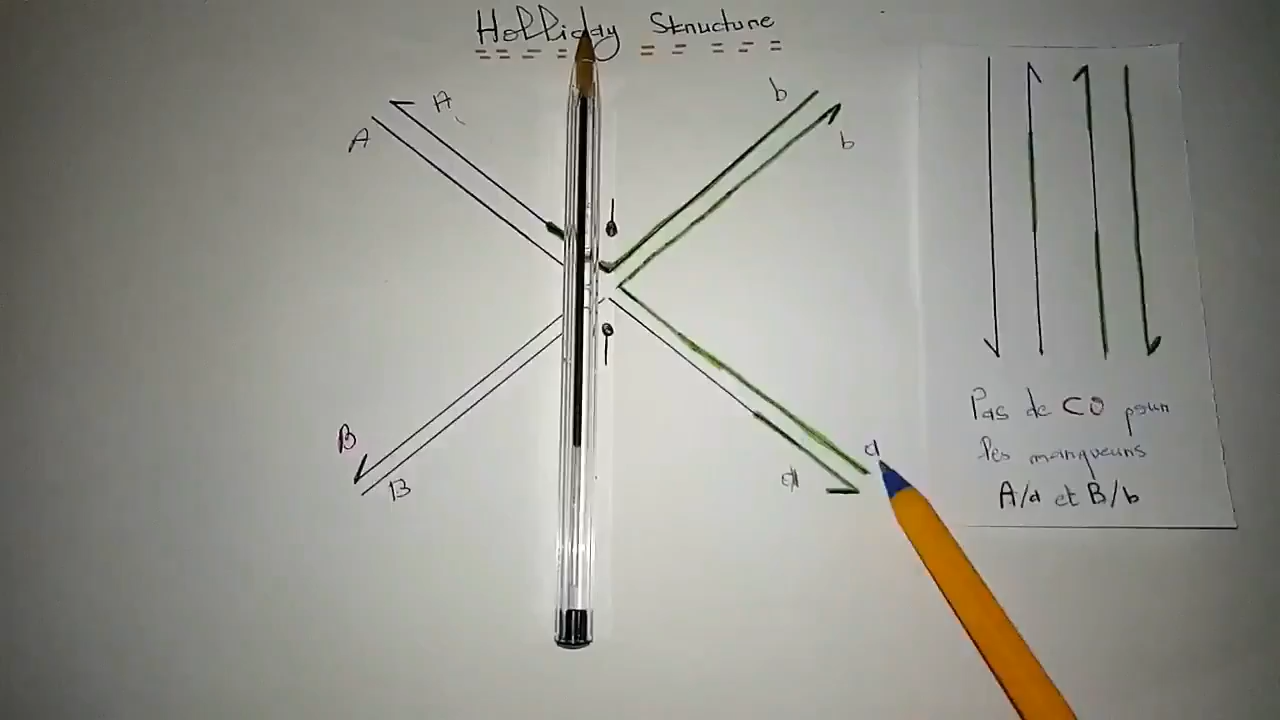 Holliday Structure
A
A
b
b
B
B
a
a
Pas de CO pour
les marqueurs
A/a et B/b